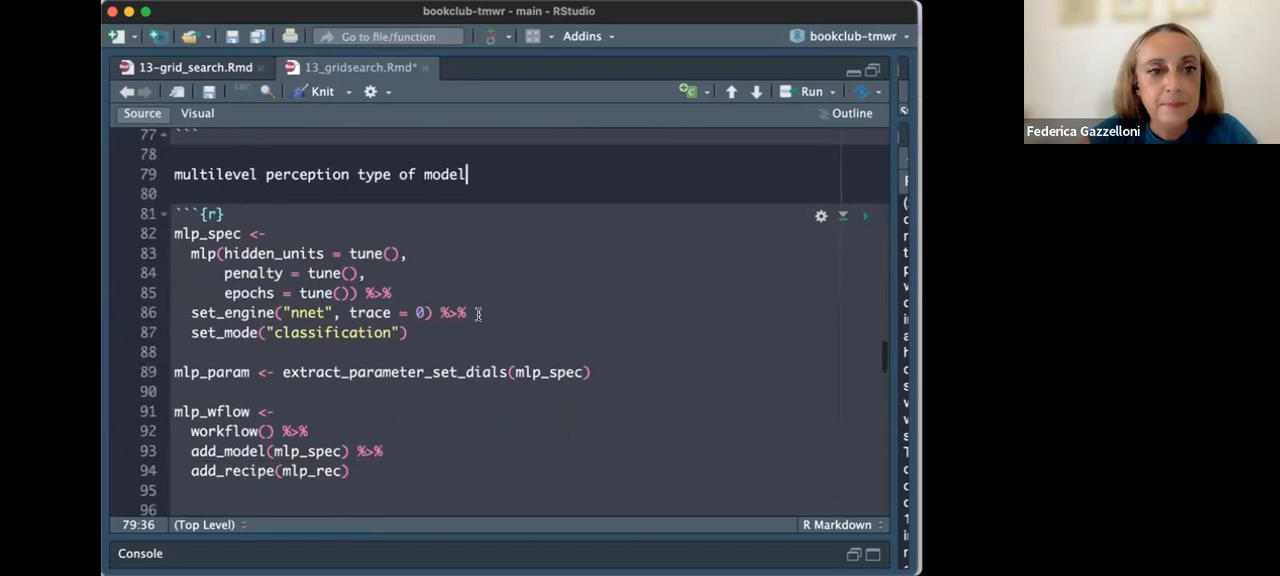 bookclub-tmwr - main - RStudio
Go to file/function
Addins
bookclub-tmwr
13-grid_search.Rmd
13_gridsearch.Rmd*
Knit
Run
Source
Visual
Outline
77 ```
78
79 multilevel perception type of model
80
81 ```{r}
82 mlp_spec <-
83 mlp(hidden_units = tune(),
84 penalty = tune(),
85 epochs = tune()) %>%
86 set_engine("nnet", trace = 0) %>%
87 set_mode("classification")
88
89 mlp_param <- extract_parameter_set_dials(mlp_spec)
90
91 mlp_wflow <-
92 workflow() %>%
93 add_model(mlp_spec) %>%
94 add_recipe(mlp_rec)
95
96
79:36
(Top Level)
R Markdown
Console
Federica Gazzelloni